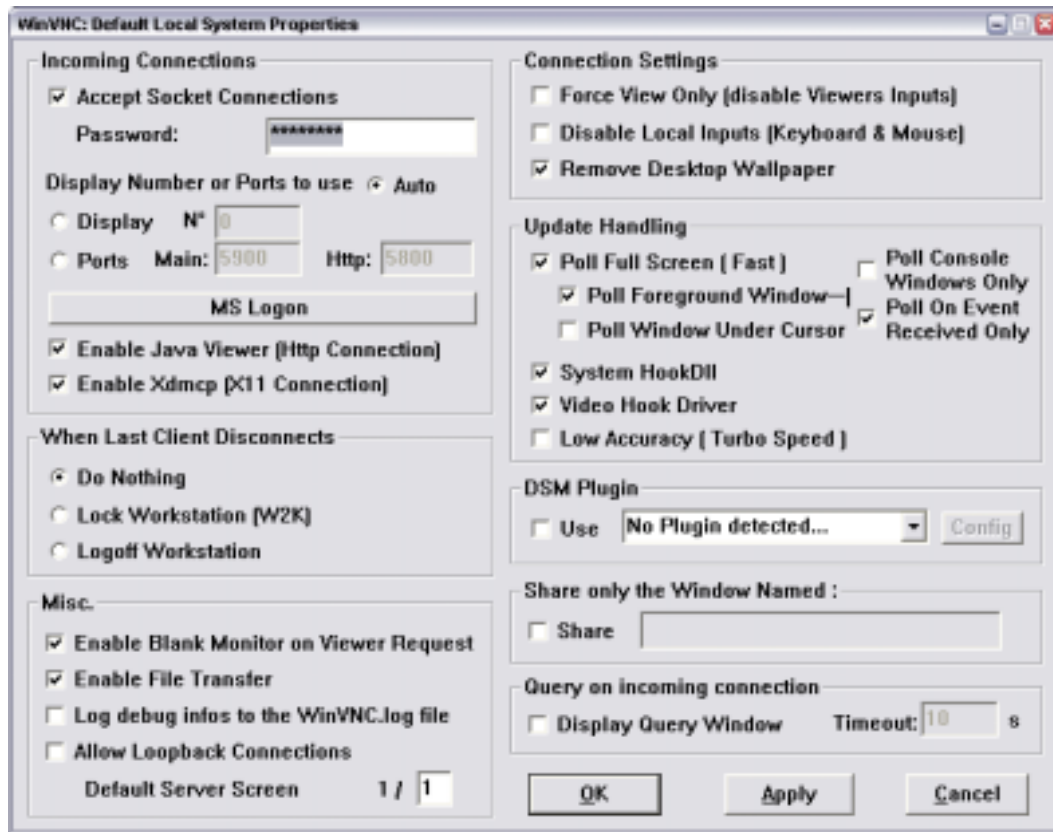 WinVNC: Default Local System Properties
Incoming Connections
Accept Socket Connections
Password: ********
Display Number or Ports to use Auto
Display N° 0
Ports Main: 5900 Http: 5800
MS Logon
Enable Java Viewer (Http Connection)
Enable Xdmcp (X11 Connection)
When Last Client Disconnects
Do Nothing
Lock Workstation (W2K)
Logoff Workstation
Misc.
Enable Blank Monitor on Viewer Request
Enable File Transfer
Log debug infos to the WinVNC.log file
Allow Loopback Connections
Default Server Screen 1 / 1
Connection Settings
Force View Only (disable Viewers Inputs)
Disable Local Inputs (Keyboard & Mouse)
Remove Desktop Wallpaper
Update Handling
Poll Full Screen ( Fast )
Poll Foreground Window
Poll Window Under Cursor
Poll Console
Windows Only
Poll On Event
Received Only
System HookDll
Video Hook Driver
Low Accuracy ( Turbo Speed )
DSM Plugin
Use No Plugin detected... Config
Share only the Window Named :
Share
Query on incoming connection
Display Query Window Timeout: 10 s
OK Apply Cancel